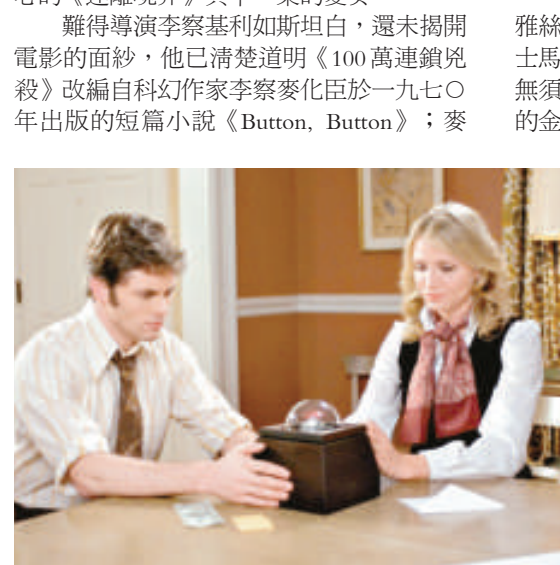 難得導演李察基利如斯坦白，還未揭開
電影的面紗，他已清楚道明《100萬連鎖兇
殺》改編自科幻作家李察麥化臣於一九七〇
年出版的短篇小說《Button, Button》；麥
雅絲
士馬
無須
的金